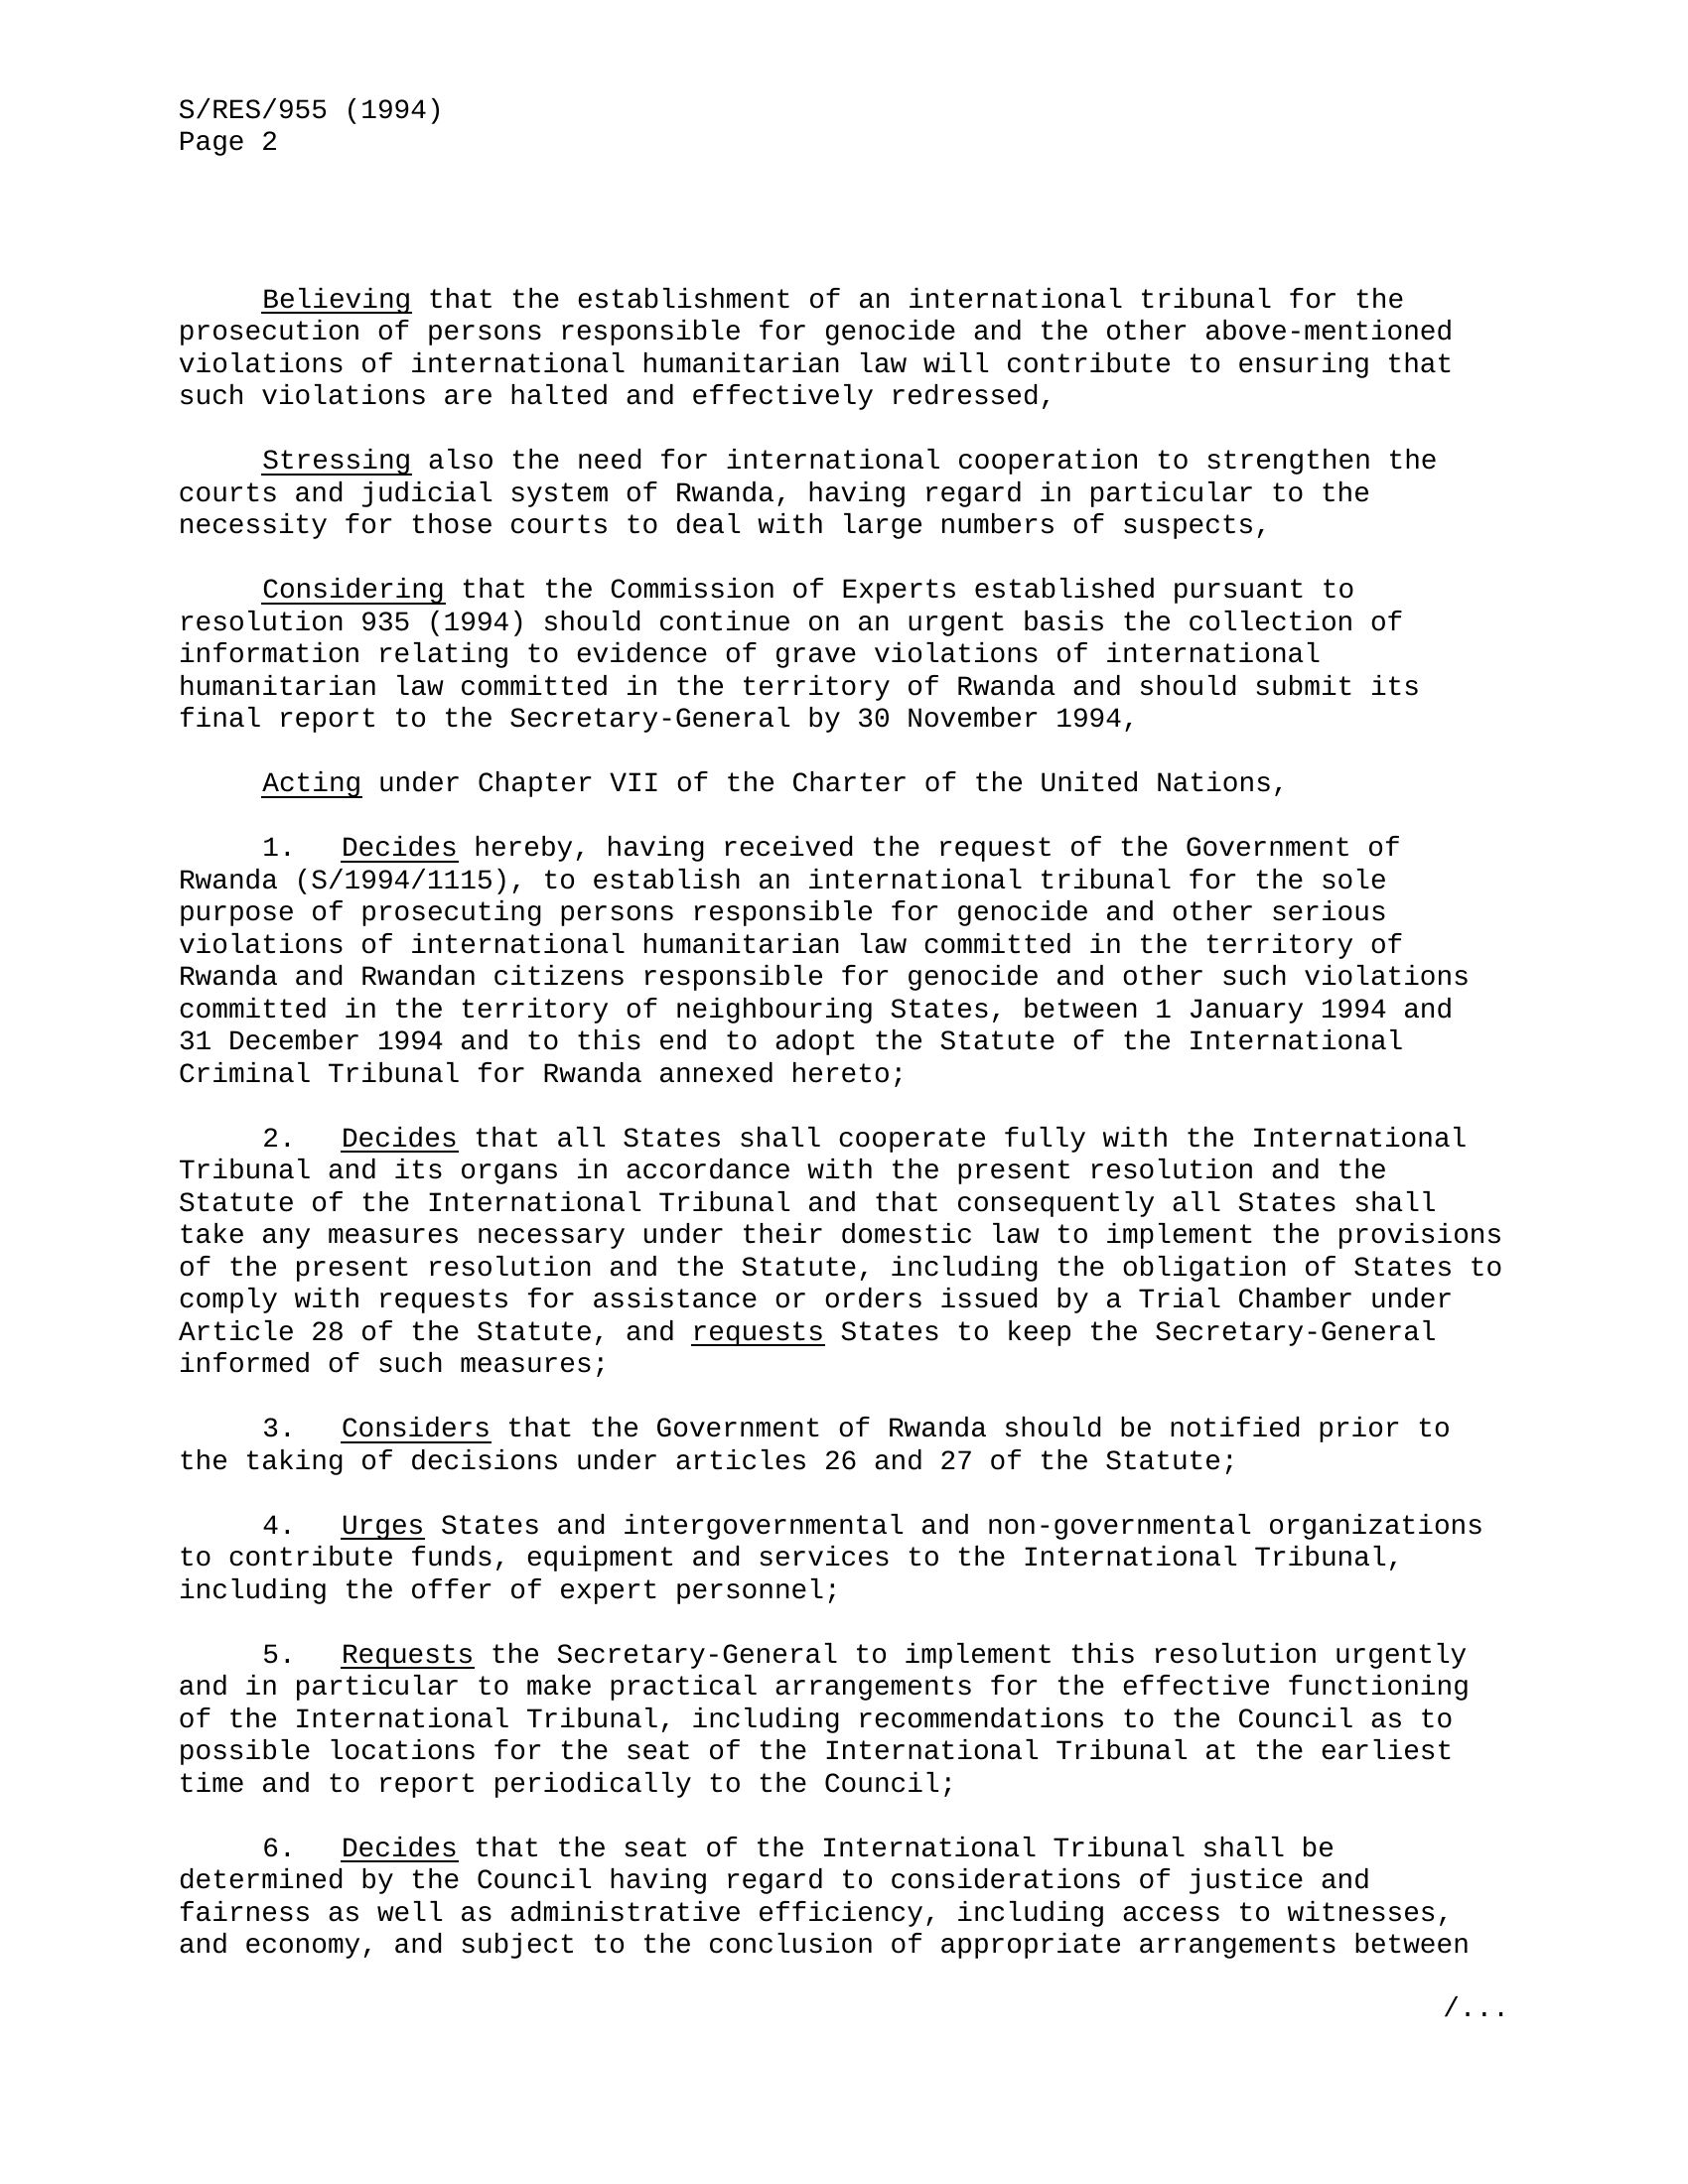 S/RES/955 (1994)
Page 2
Believing that the establishment of an international tribunal for the
prosecution of persons responsible for genocide and the other above-mentioned
violations of international humanitarian law will contribute to ensuring that
such violations are halted and effectively redressed,
Stressing also the need for international cooperation to strengthen the
courts and judicial system of Rwanda, having regard in particular to the
necessity for those courts to deal with large numbers of suspects,
Considering that the Commission of Experts established pursuant to
resolution 935 (1994) should continue on an urgent basis the collection of
information relating to evidence of grave violations of international
humanitarian law committed in the territory of Rwanda and should submit its
final report to the Secretary-General by 30 November 1994,
Acting under Chapter VII of the Charter of the United Nations,
1. Decides hereby, having received the request of the Government of
Rwanda (S/1994/1115), to establish an international tribunal for the sole
purpose of prosecuting persons responsible for genocide and other serious
violations of international humanitarian law committed in the territory of
Rwanda and Rwandan citizens responsible for genocide and other such violations
committed in the territory of neighbouring States, between 1 January 1994 and
31 December 1994 and to this end to adopt the Statute of the International
Criminal Tribunal for Rwanda annexed hereto;
2. Decides that all States shall cooperate fully with the International
Tribunal and its organs in accordance with the present resolution and the
Statute of the International Tribunal and that consequently all States shall
take any measures necessary under their domestic law to implement the provisions
of the present resolution and the Statute, including the obligation of States to
comply with requests for assistance or orders issued by a Trial Chamber under
Article 28 of the Statute, and requests States to keep the Secretary-General
informed of such measures;
3. Considers that the Government of Rwanda should be notified prior to
the taking of decisions under articles 26 and 27 of the Statute;
4. Urges States and intergovernmental and non-governmental organizations
to contribute funds, equipment and services to the International Tribunal,
including the offer of expert personnel;
5. Requests the Secretary-General to implement this resolution urgently
and in particular to make practical arrangements for the effective functioning
of the International Tribunal, including recommendations to the Council as to
possible locations for the seat of the International Tribunal at the earliest
time and to report periodically to the Council;
6. Decides that the seat of the International Tribunal shall be
determined by the Council having regard to considerations of justice and
fairness as well as administrative efficiency, including access to witnesses,
and economy, and subject to the conclusion of appropriate arrangements between
/...